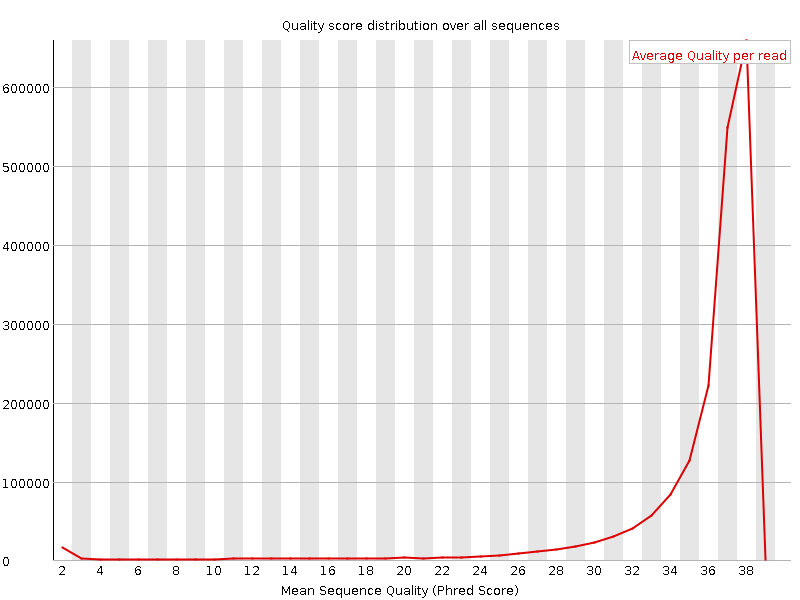 Quality score distribution over all sequences
Average Quality per read
600000
500000
400000
300000
200000
100000
0
2 4 6 8 10 12 14 16 18 20 22 24 26 28 30 32 34 36 38
Mean Sequence Quality (Phred Score)